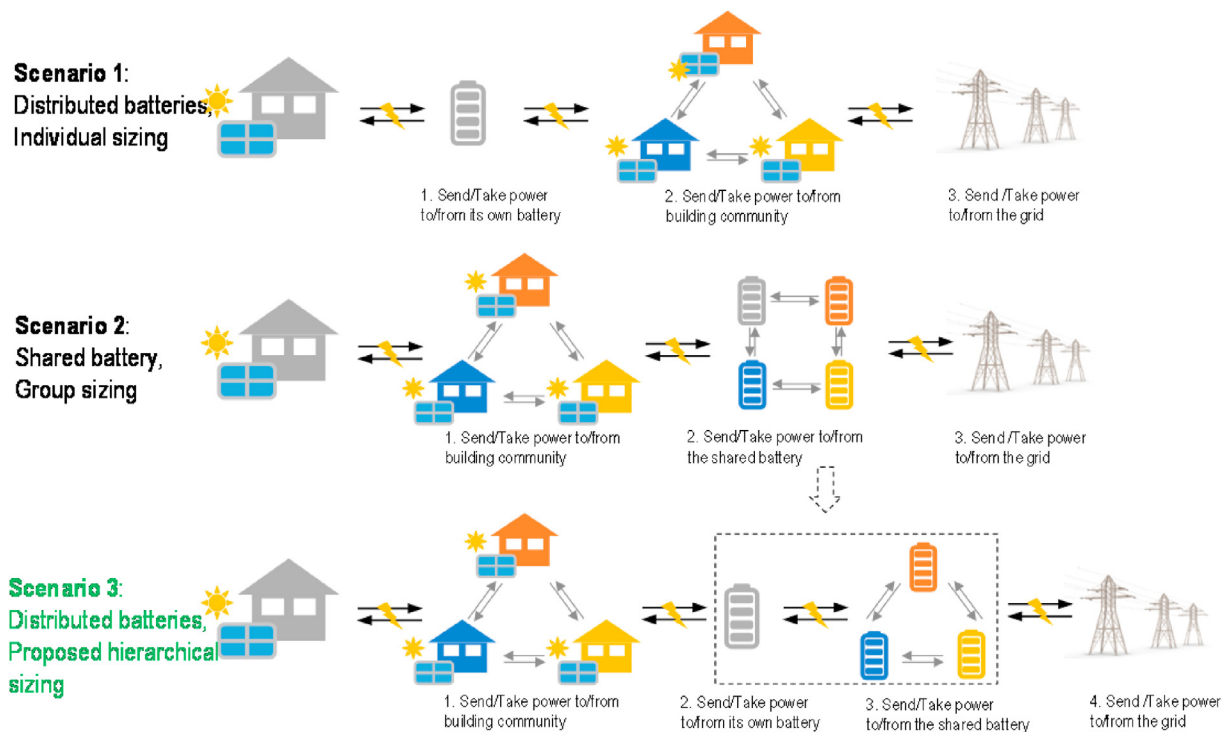 Scenario 1:
Distributed batteries,
Individual sizing
1. Send/Take power
to/from its own battery
2. Send/Take power to/from
building community
3. Send /Take power
to/from the grid
Scenario 2:
Shared battery,
Group sizing
1. Send/Take power to/from
building community
2. Send/Take power to/from
the shared battery
3. Send /Take power
to/from the grid
Scenario 3:
Distributed batteries,
Proposed hierarchical
sizing
1. Send/Take power to/from
building community
2. Send/Take power
to/from its own battery
3. Send/Take power
to/from the shared battery
4. Send /Take power
to/from the grid